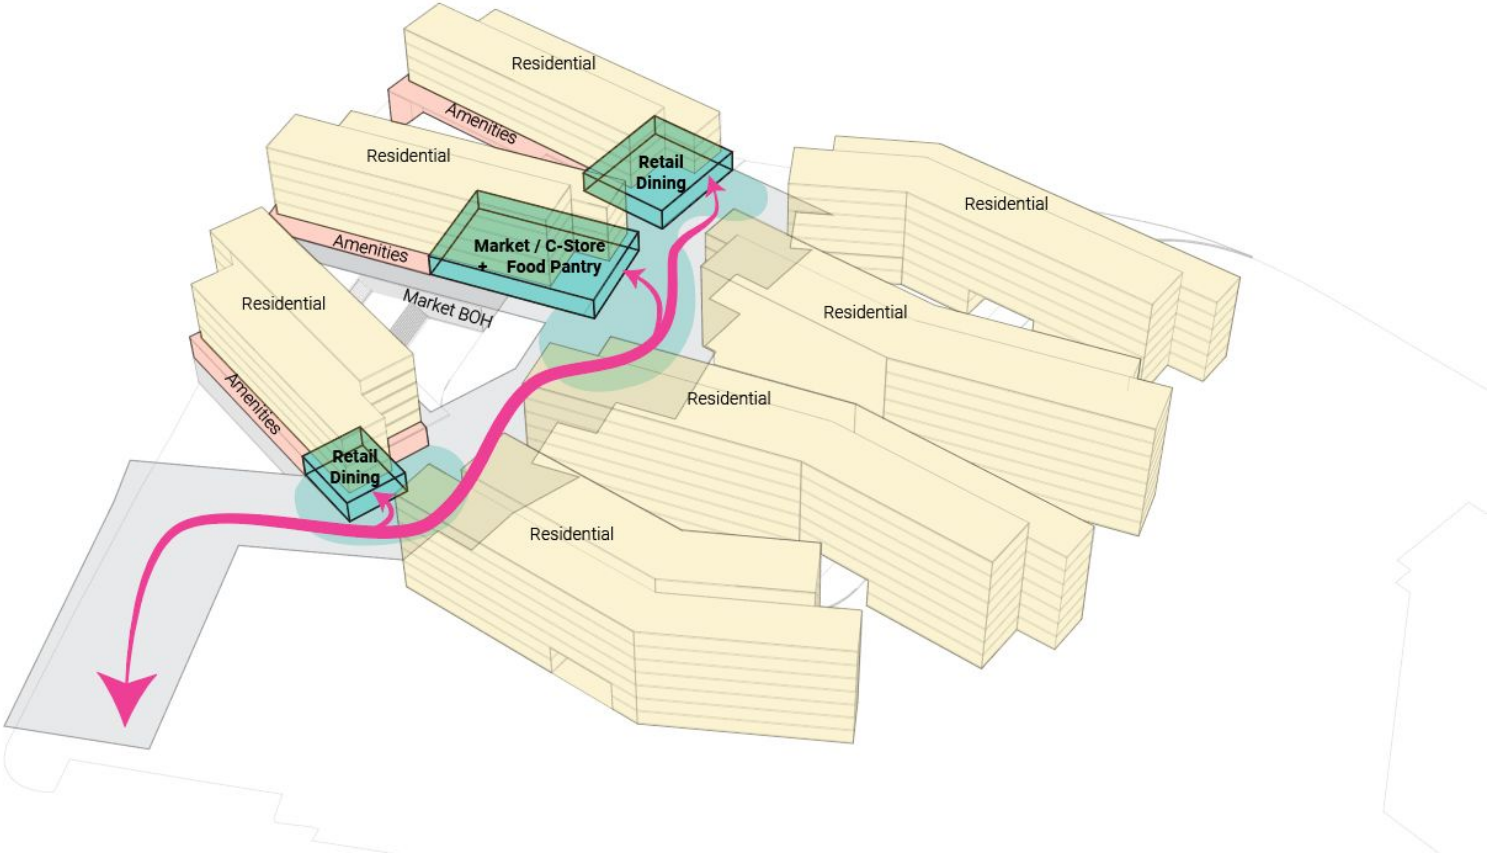 Residential
Amenities
Residential
Retail
Dining
Residential
Amenities
Market / C-Store
+ Food Pantry
Market BOH
Residential
Residential
Amenities
Residential
Retail
Dining
Residential